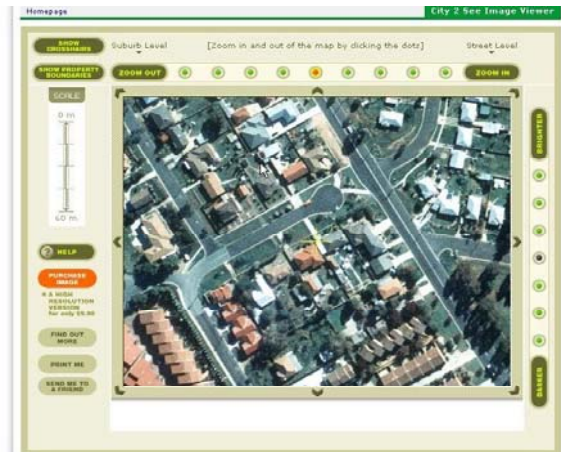 Homepage
City 2 See Image Viewer
SHOW
CROSSHAIRS
Suburb Level
[Zoom in and out of the map by clicking the dots]
Street Level
SHOW PROPERTY
BOUNDARIES
ZOOM OUT
ZOOM IN
SCALE
0 m
60 m
BRIGHTER
HELP
PURCHASE
IMAGE
A HIGH
RESOLUTION
VERSION
for only
FIND OUT
MORE
PRINT ME
SEND ME TO
A FRIEND
DARKER